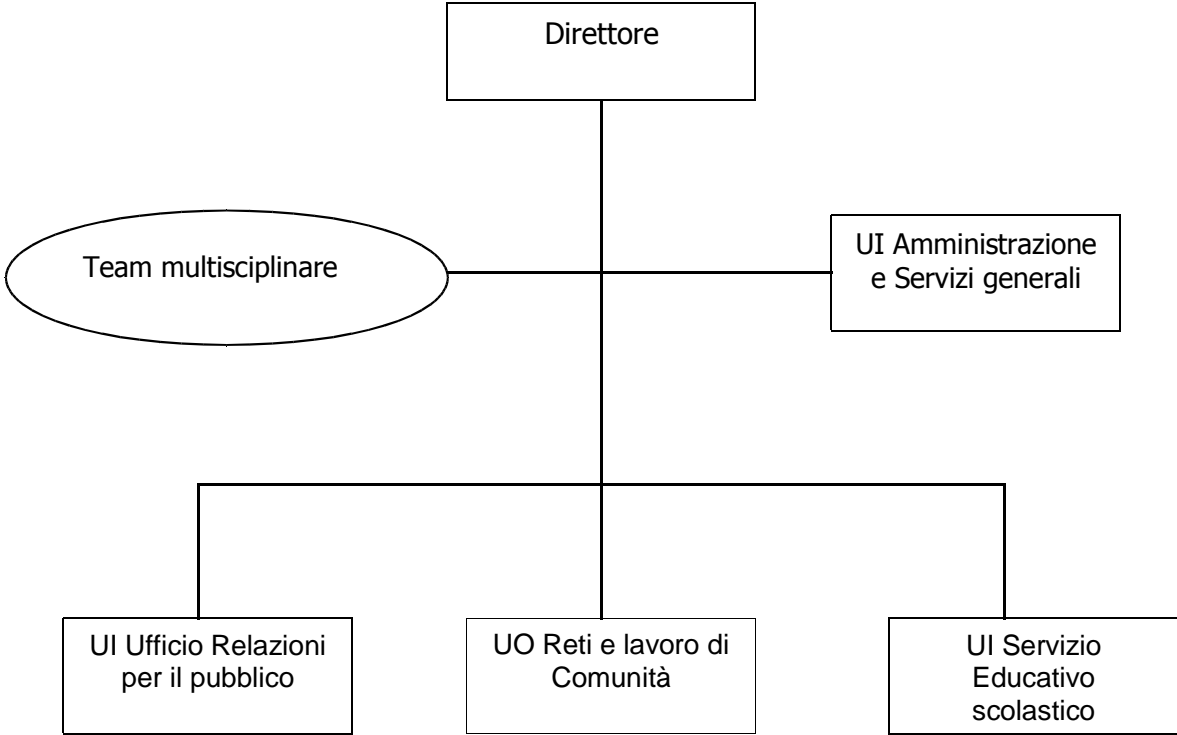 Direttore
Team multisciplinare
UI Amministrazione
e Servizi generali
UI Ufficio Relazioni
per il pubblico
UO Reti e lavoro di
Comunità
UI Servizio
Educativo
scolastico